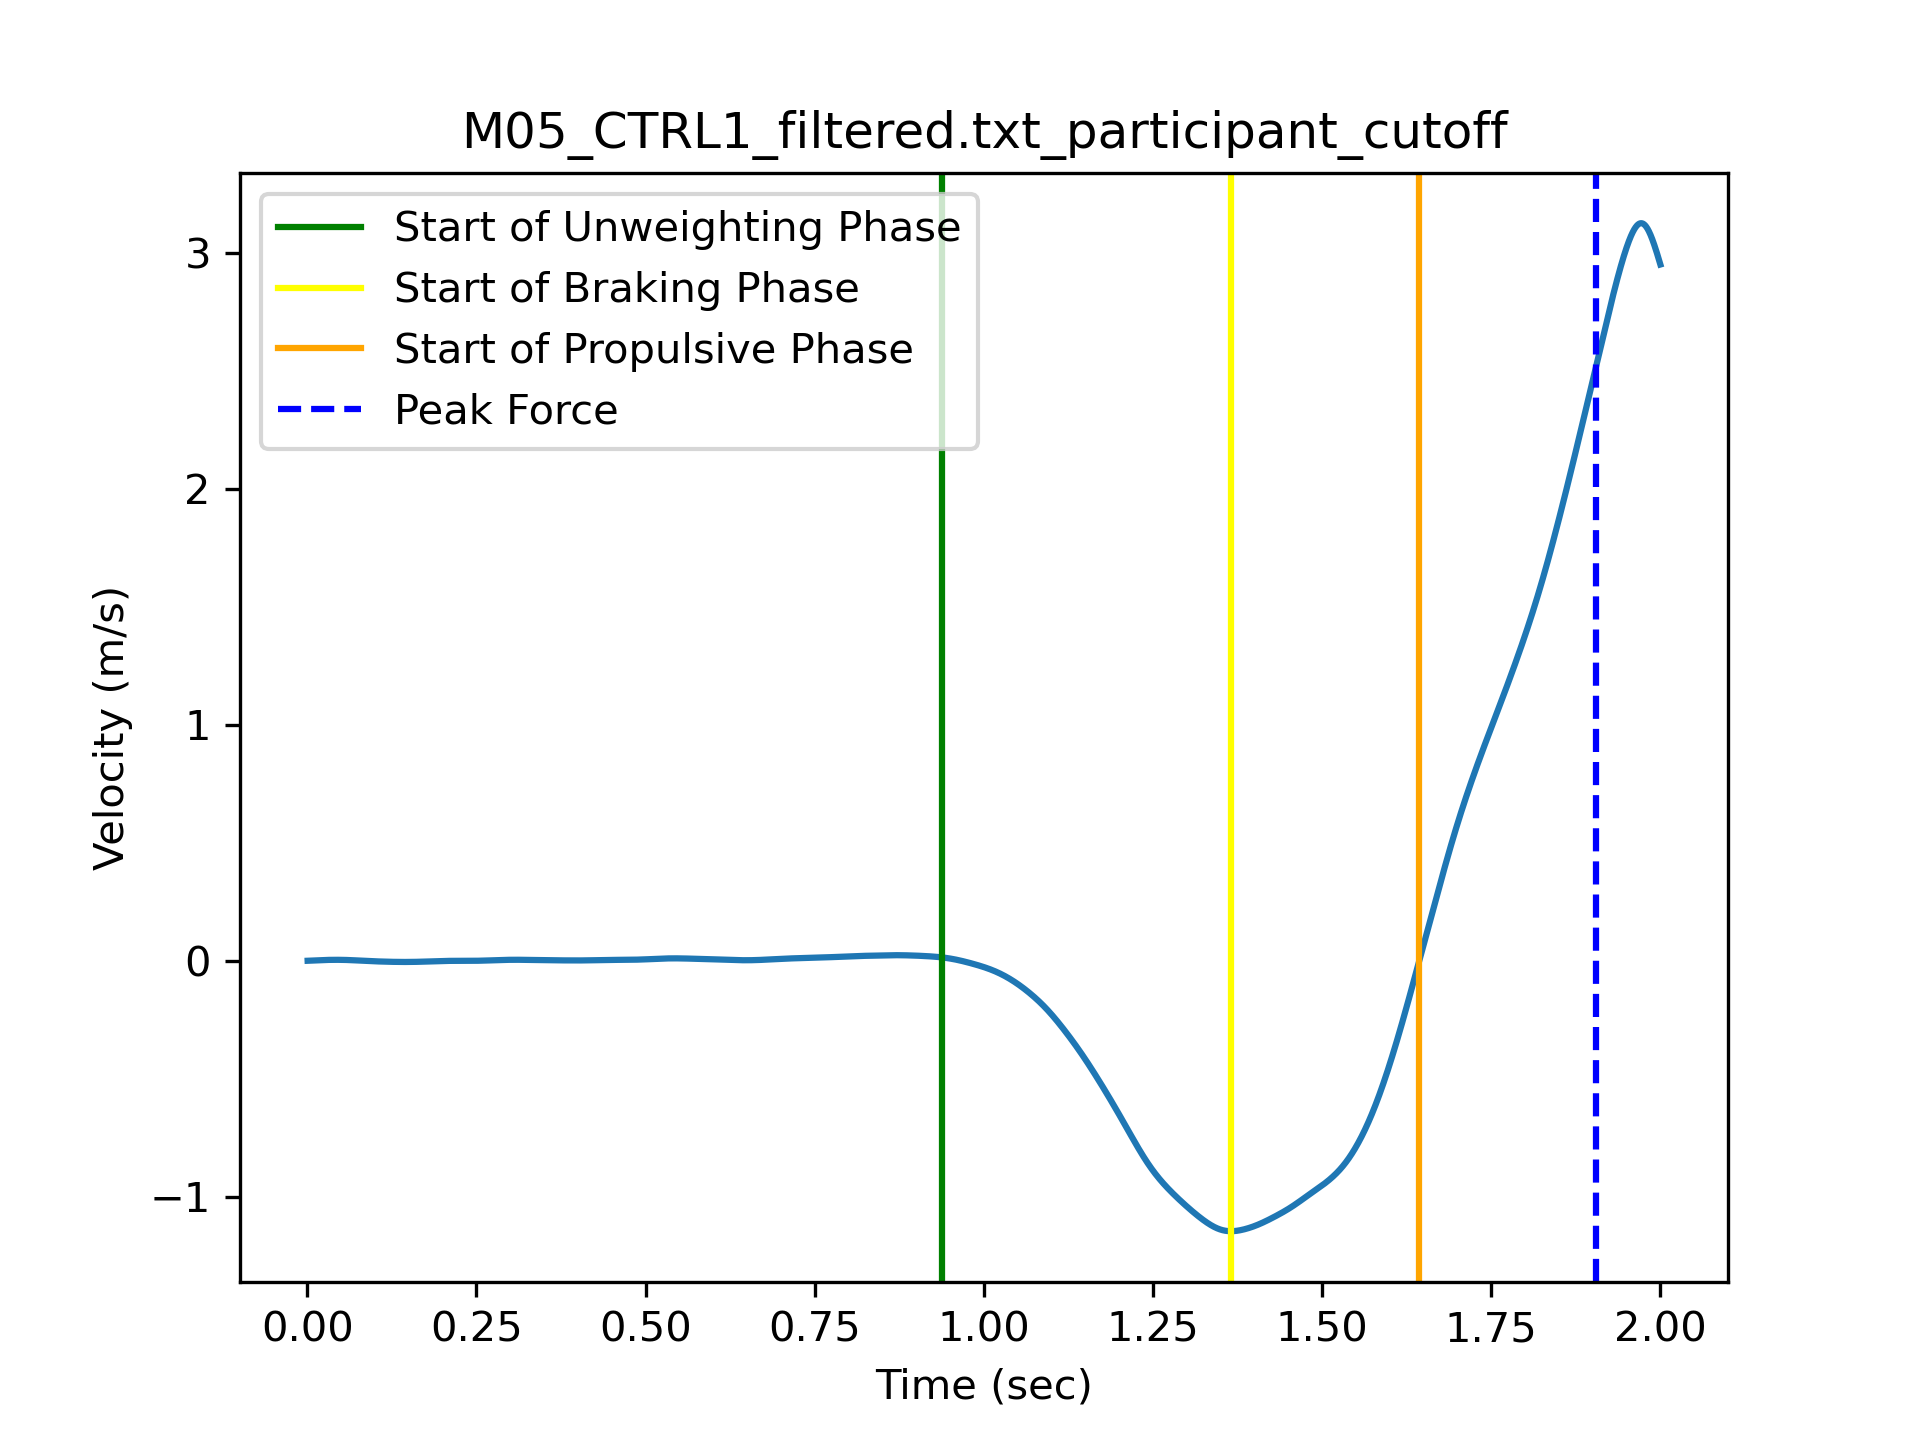 M05_CTRL1_filtered.txt_participant_cutoff
Start of Unweighting Phase
Start of Braking Phase
Start of Propulsive Phase
Peak Force
3
2
1
0
−1
Velocity (m/s)
0.00 0.25 0.50 0.75 1.00 1.25 1.50 1.75 2.00
Time (sec)